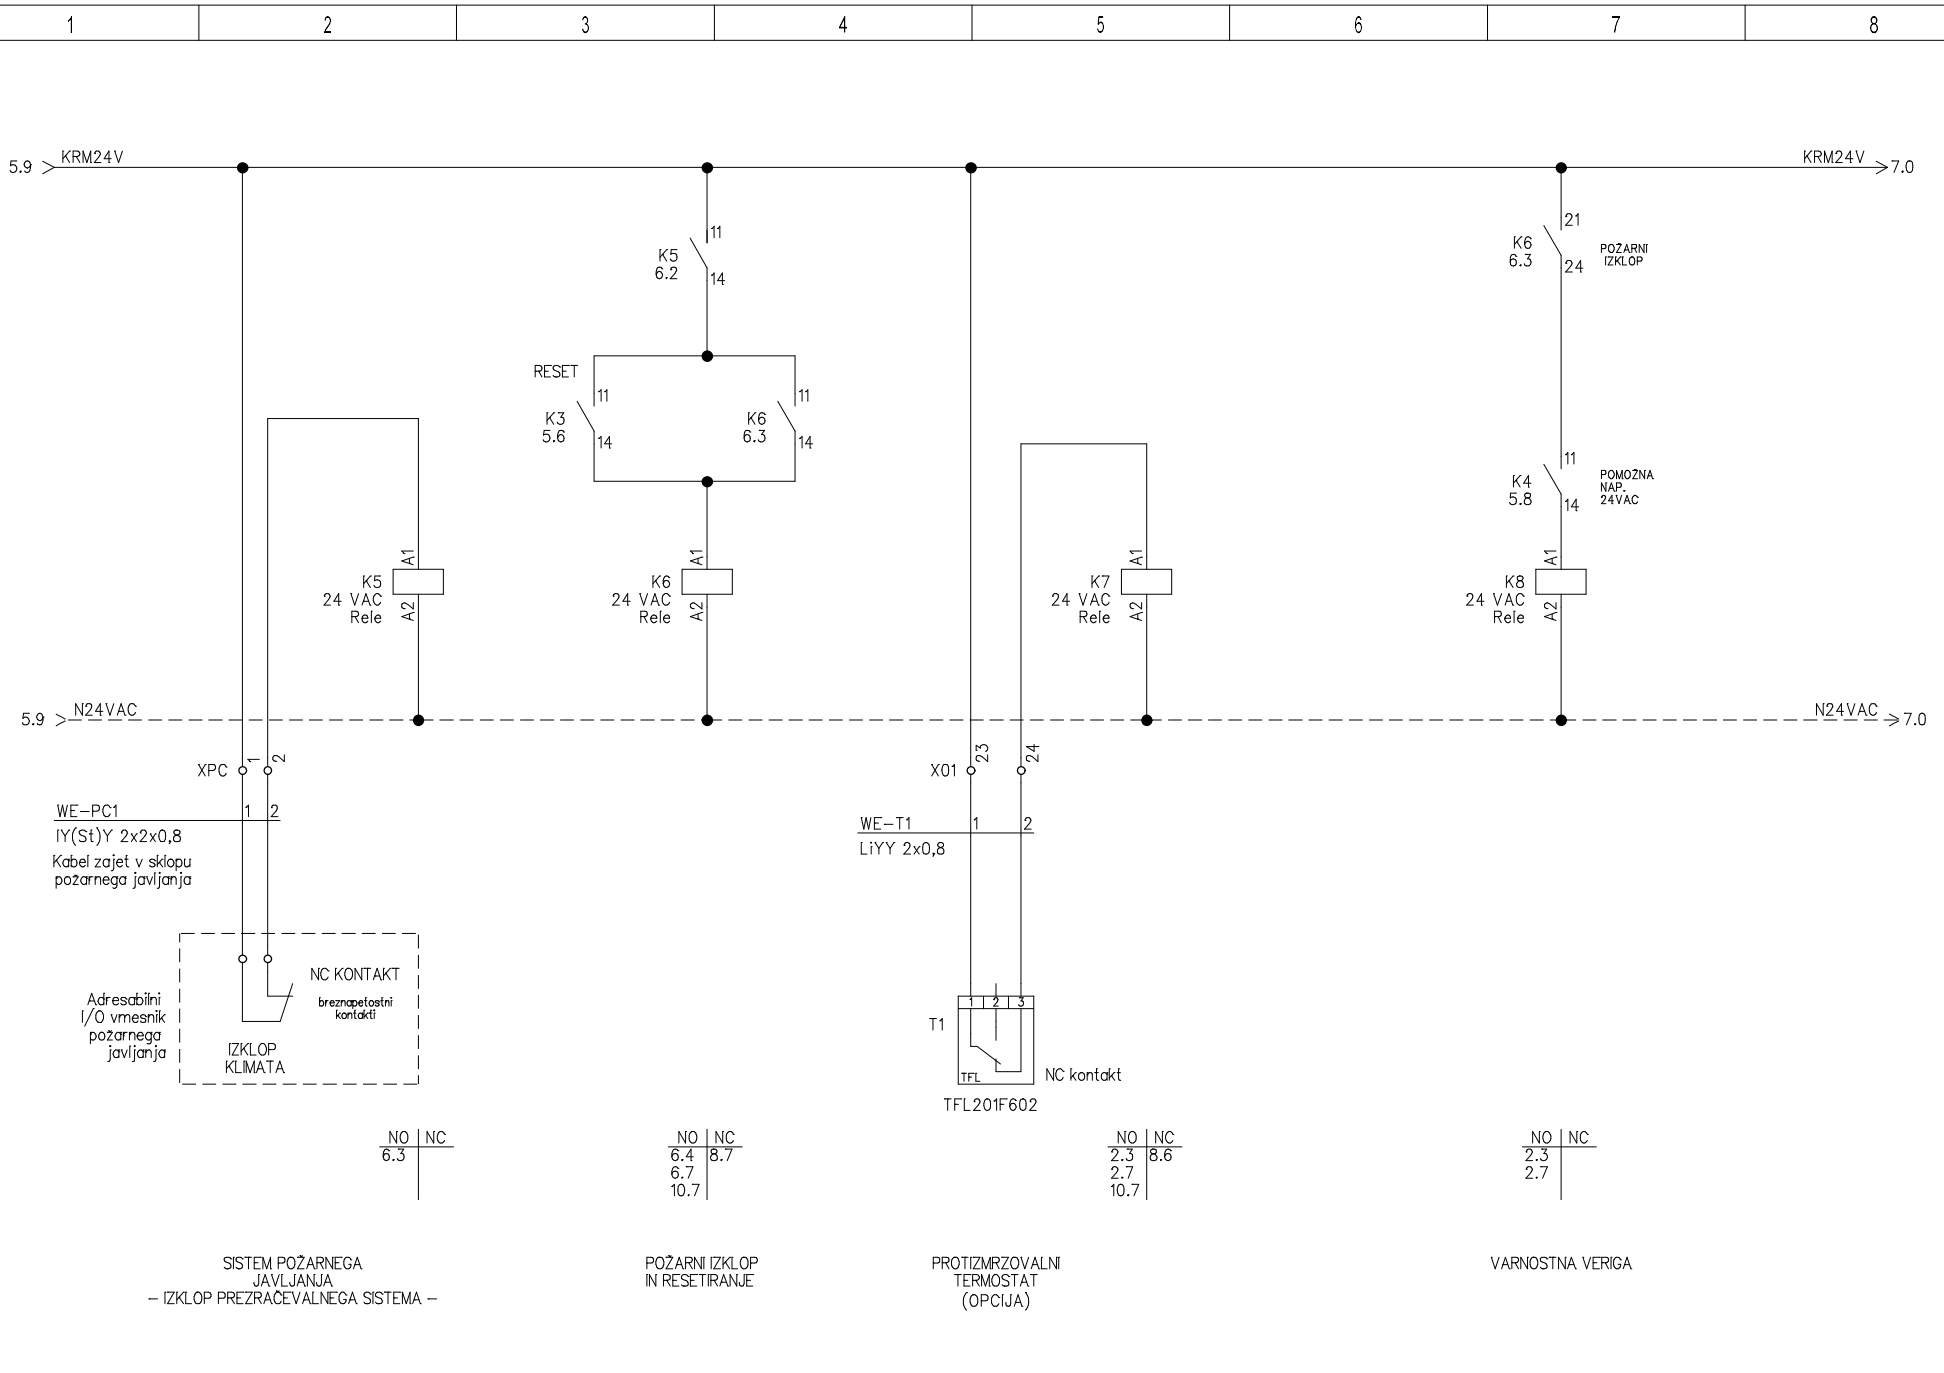 1 2 3 4 5 6 7 8
5.9 KRM24V KRM24V 7.0
K5
6.2
11
14
RESET
K3
5.6
11
14
K6
6.3
11
14
K6
6.3
21
24
POŽARNI
IZKLOP
K4
5.8
11
14
POMOŽNA
NAP.
24VAC
K5
24 VAC
Rele
A1
A2
K6
24 VAC
Rele
A1
A2
K7
24 VAC
Rele
A1
A2
K8
24 VAC
Rele
A1
A2
5.9 N24VAC N24VAC 7.0
XPC 1 2
WE-PC1 1 2
IY(St)Y 2x2x0,8
Kabel zajet v sklopu
požarnega javljanja
X01 23 24
WE-T1 1 2
LiYY 2x0,8
Adresabilni
I/O vmesnik
požarnega
javljanja
NC KONTAKT
breznapetostni
kontakti
IZKLOP
KLIMATA
T1
1 2 3
TFL
NC kontakt
TFL201F602
NO NC
6.3
NO NC
6.4 8.7
6.7
10.7
NO NC
2.3 8.6
2.7
10.7
NO NC
2.3
2.7
SISTEM POŽARNEGA
JAVLJANJA
– IZKLOP PREZRAČEVALNEGA SISTEMA –
POŽARNI IZKLOP
IN RESETIRANJE
PROTIZMRZOVALNI
TERMOSTAT
(OPCIJA)
VARNOSTNA VERIGA